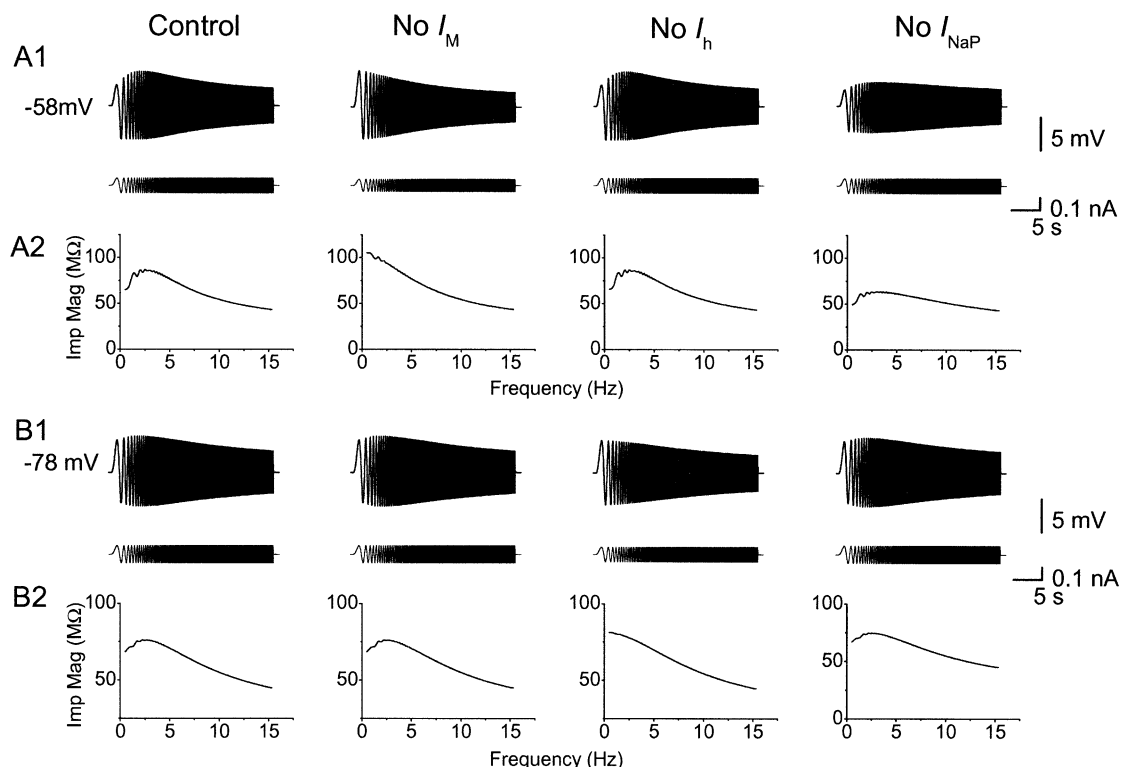 Control No I_M No I_h No I_NaP
A1
-58mV
5 mV
0.1 nA
5 s
A2
Imp Mag (MΩ)
100 100 100 100
50 50 50 50
0 0 0 0
0 5 10 15 0 5 10 15 0 5 10 15 0 5 10 15
Frequency (Hz)
B1
-78 mV
5 mV
0.1 nA
5 s
B2
Imp Mag (MΩ)
100 100 100 100
50 50 50 50
0
0 5 10 15 0 5 10 15 0 5 10 15 0 5 10 15
Frequency (Hz)